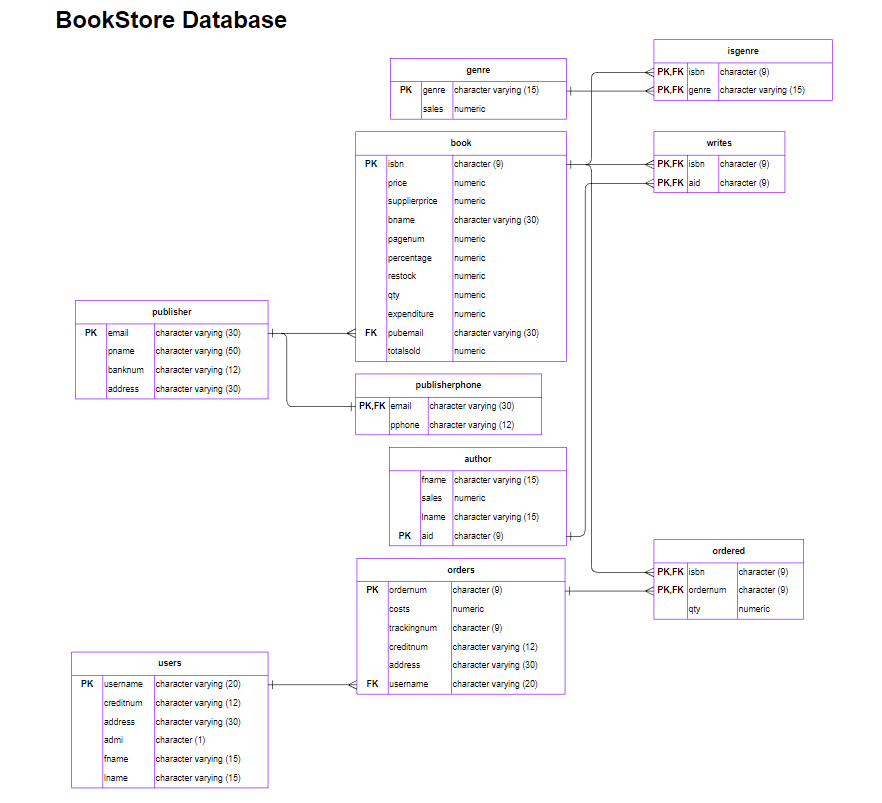 BookStore Database
isgenre
PK,FK isbn character (9)
PK,FK genre character varying (15)
genre
PK genre character varying (15)
sales numeric
book
PK isbn character (9)
price numeric
supplierprice numeric
bname character varying (30)
pagenum numeric
percentage numeric
restock numeric
qty numeric
expenditure numeric
FK pubemail character varying (30)
totalsold numeric
writes
PK,FK isbn character (9)
PK,FK aid character (9)
publisher
PK email character varying (30)
pname character varying (50)
banknum character varying (12)
address character varying (30)
publisherphone
PK,FK email character varying (30)
pphone character varying (12)
author
fname character varying (15)
sales numeric
lname character varying (15)
PK aid character (9)
ordered
PK,FK isbn character (9)
PK,FK ordernum character (9)
qty numeric
orders
PK ordernum character (9)
costs numeric
trackingnum character (9)
creditnum character varying (12)
address character varying (30)
FK username character varying (20)
users
PK username character varying (20)
creditnum character varying (12)
address character varying (30)
admi character (1)
fname character varying (15)
lname character varying (15)